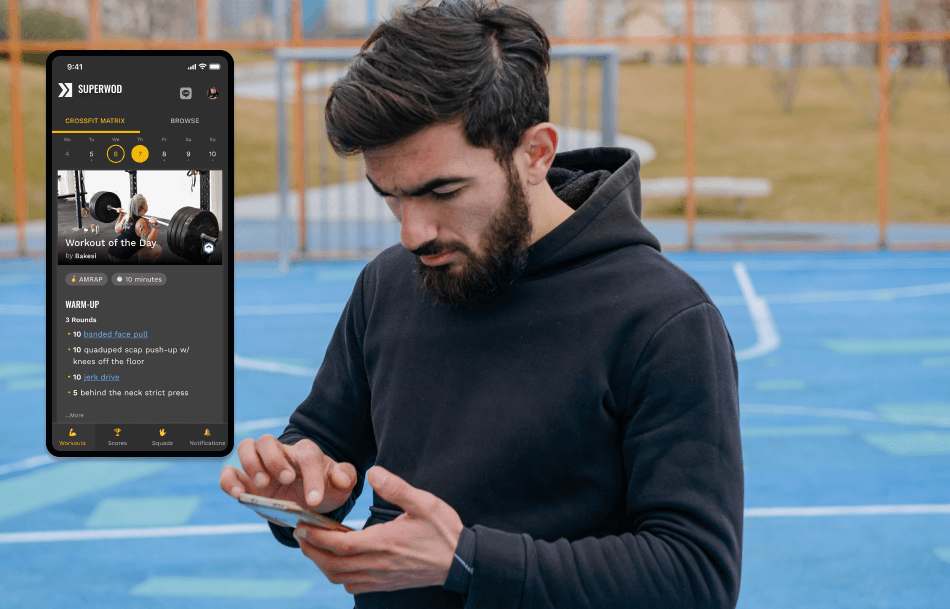 9:41
SUPERWOD
CROSSFIT MATRIX BROWSE
Mo Tu We Th Fr Sa Su
4 5 6 7 8 9 10
Workout of the Day
by Bakesi
AMRAP 10 minutes
WARM-UP
3 Rounds
• 10 banded face pull
• 10 quaduped scap push-up w/
knees off the floor
• 10 jerk drive
• 5 behind the neck strict press
...More
Workouts Scores Squads Notifications